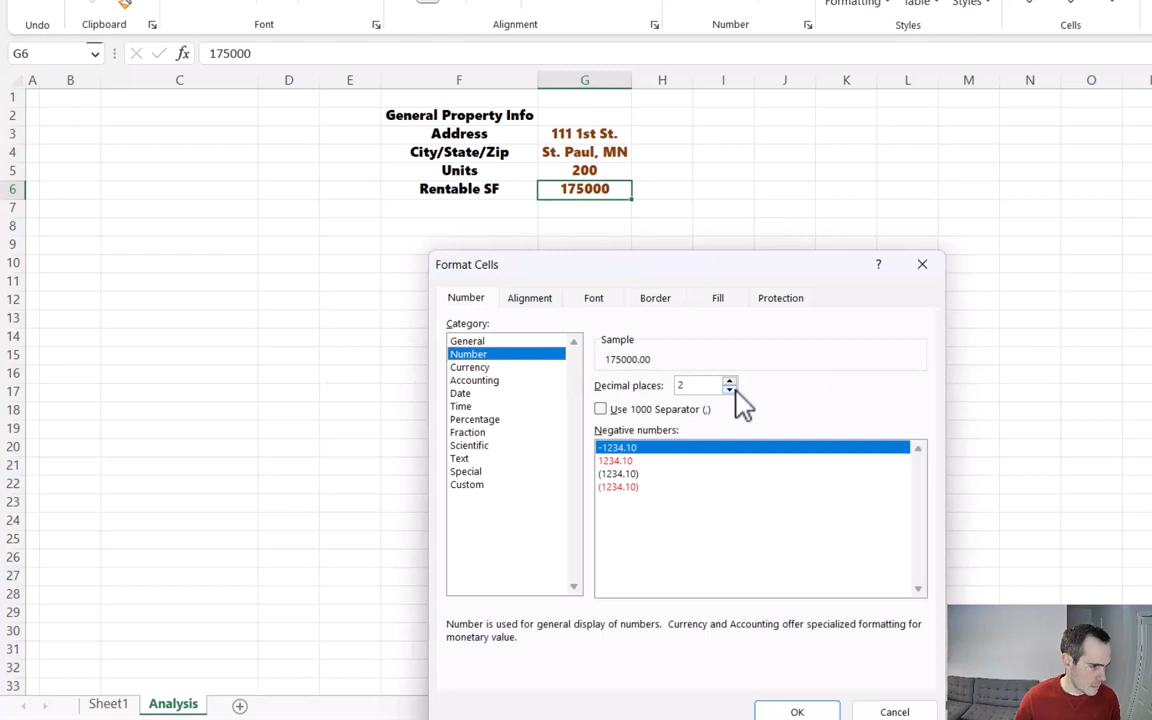 Formatting Table Styles
Undo Clipboard Font Alignment Number Styles Cells
G6 fx 175000
A B C D E F G H I J K L M N O
1
2 General Property Info
3 Address 111 1st St.
4 City/State/Zip St. Paul, MN
5 Units 200
6 Rentable SF 175000
7
8
9
10
11
12
13
14
15
16
17
18
19
20
21
22
23
24
25
26
27
28
29
30
31
32
33
Format Cells ?
Number Alignment Font Border Fill Protection
Category:
General
Number
Currency
Accounting
Date
Time
Percentage
Fraction
Scientific
Text
Special
Custom
Sample
175000.00
Decimal places: 2
Use 1000 Separator (,)
Negative numbers:
-1234.10
1234.10
(1234.10)
(1234.10)
Number is used for general display of numbers. Currency and Accounting offer specialized formatting for
monetary value.
OK Cancel
Sheet1 Analysis